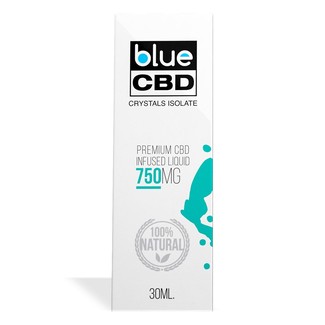 blue
CBD
CRYSTALS ISOLATE
PREMIUM CBD
INFUSED LIQUID
750MG
100%
NATURAL
30ML.